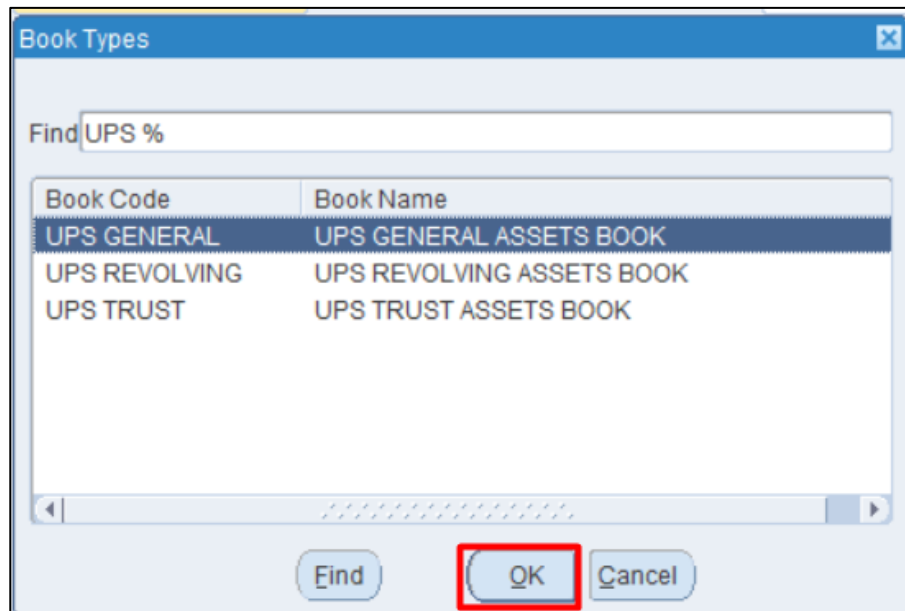 Book Types
Find UPS %
Book Code Book Name
UPS GENERAL UPS GENERAL ASSETS BOOK
UPS REVOLVING UPS REVOLVING ASSETS BOOK
UPS TRUST UPS TRUST ASSETS BOOK
Find OK Cancel